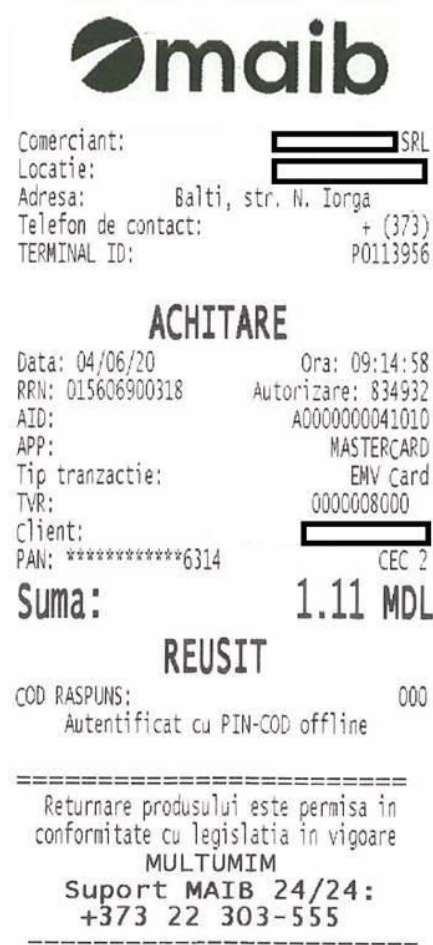 maib
Comerciant: SRL
Locatie:
Adresa: Balti, str. N. Iorga
Telefon de contact: + (373)
TERMINAL ID: P0113956
ACHITARE
Data: 04/06/20 Ora: 09:14:58
RRN: 015606900318 Autorizare: 834932
AID: A0000000041010
APP: MASTERCARD
Tip tranzactie: EMV Card
TVR: 0000008000
Client:
PAN: ************6314 CEC 2
Suma: 1.11 MDL
REUSIT
COD RASPUNS: 000
Autentificat cu PIN-COD offline
=========================
Returnare produsului este permisa in
conformitate cu legislatia in vigoare
MULTUMIM
Suport MAIB 24/24:
+373 22 303-555
-------------------------